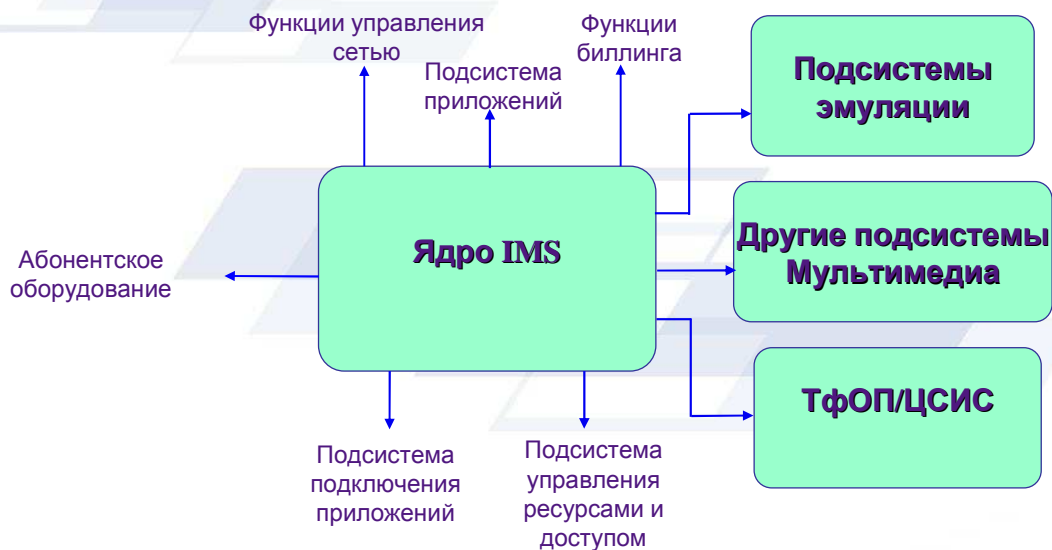 Функции управления
сетью
Функции
биллинга
Подсистема
приложений
Подсистемы
эмуляции
Ядро IMS
Другие подсистемы
Мультимедиа
Абонентское
оборудование
ТфОП/ЦСИС
Подсистема
подключения
приложений
Подсистема
управления
ресурсами и
доступом